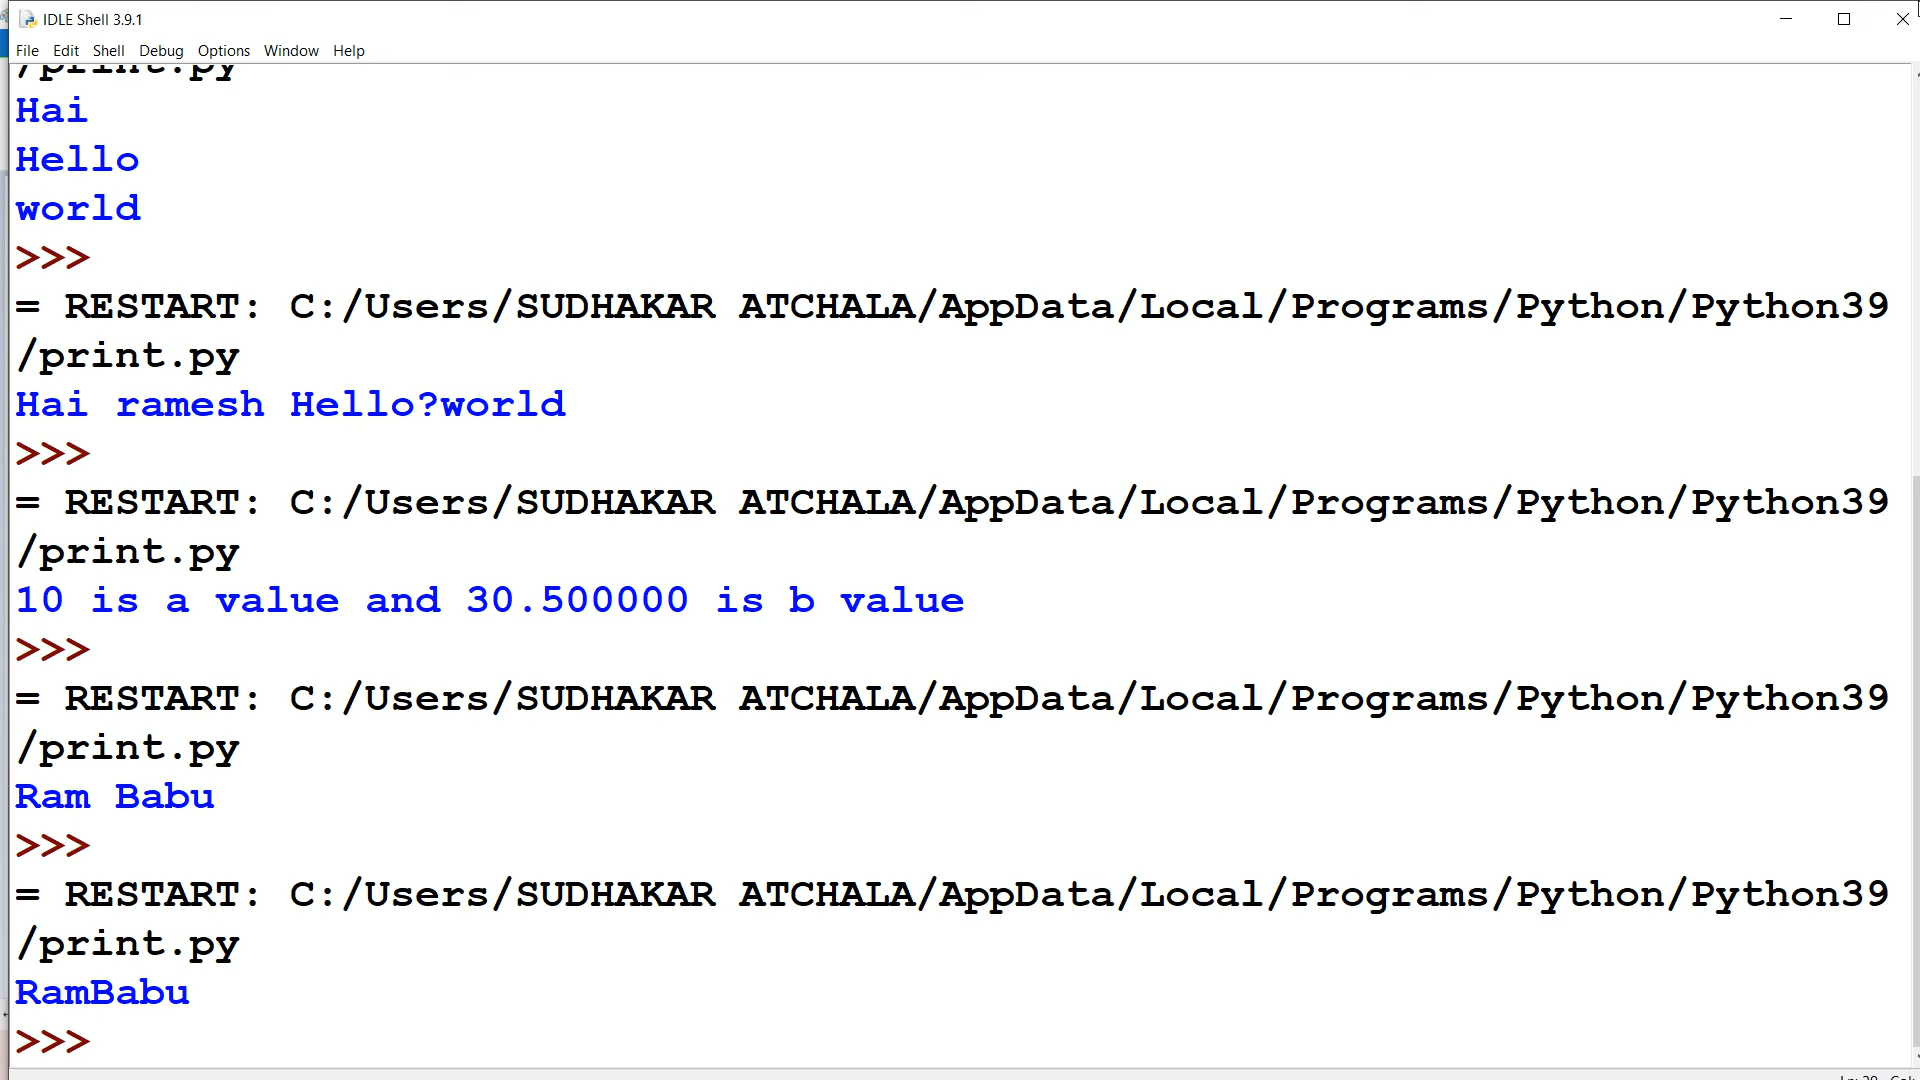 IDLE Shell 3.9.1
File Edit Shell Debug Options Window Help
/print.py
Hai
Hello
world
>>>
= RESTART: C:/Users/SUDHAKAR ATCHALA/AppData/Local/Programs/Python/Python39
/print.py
Hai ramesh Hello?world
>>>
= RESTART: C:/Users/SUDHAKAR ATCHALA/AppData/Local/Programs/Python/Python39
/print.py
10 is a value and 30.500000 is b value
>>>
= RESTART: C:/Users/SUDHAKAR ATCHALA/AppData/Local/Programs/Python/Python39
/print.py
Ram Babu
>>>
= RESTART: C:/Users/SUDHAKAR ATCHALA/AppData/Local/Programs/Python/Python39
/print.py
RamBabu
>>>